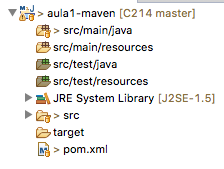 > aula1-maven [C214 master]
> src/main/java
src/main/resources
> src/test/java
src/test/resources
JRE System Library [J2SE-1.5]
> src
target
> pom.xml